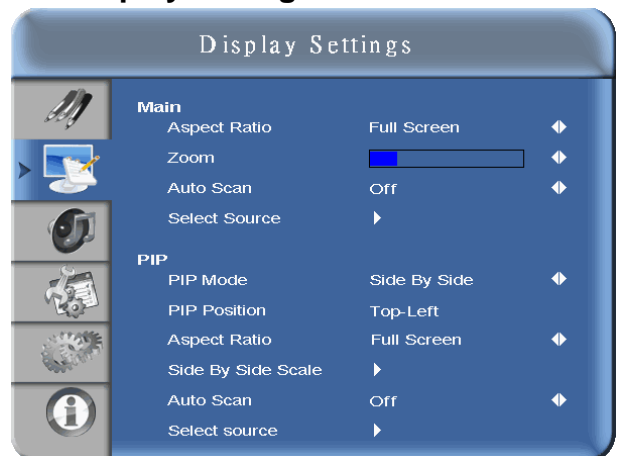 Display Settings
Main
Aspect Ratio Full Screen
Zoom
Auto Scan Off
Select Source
PIP
PIP Mode Side By Side
PIP Position Top-Left
Aspect Ratio Full Screen
Side By Side Scale
Auto Scan Off
Select source